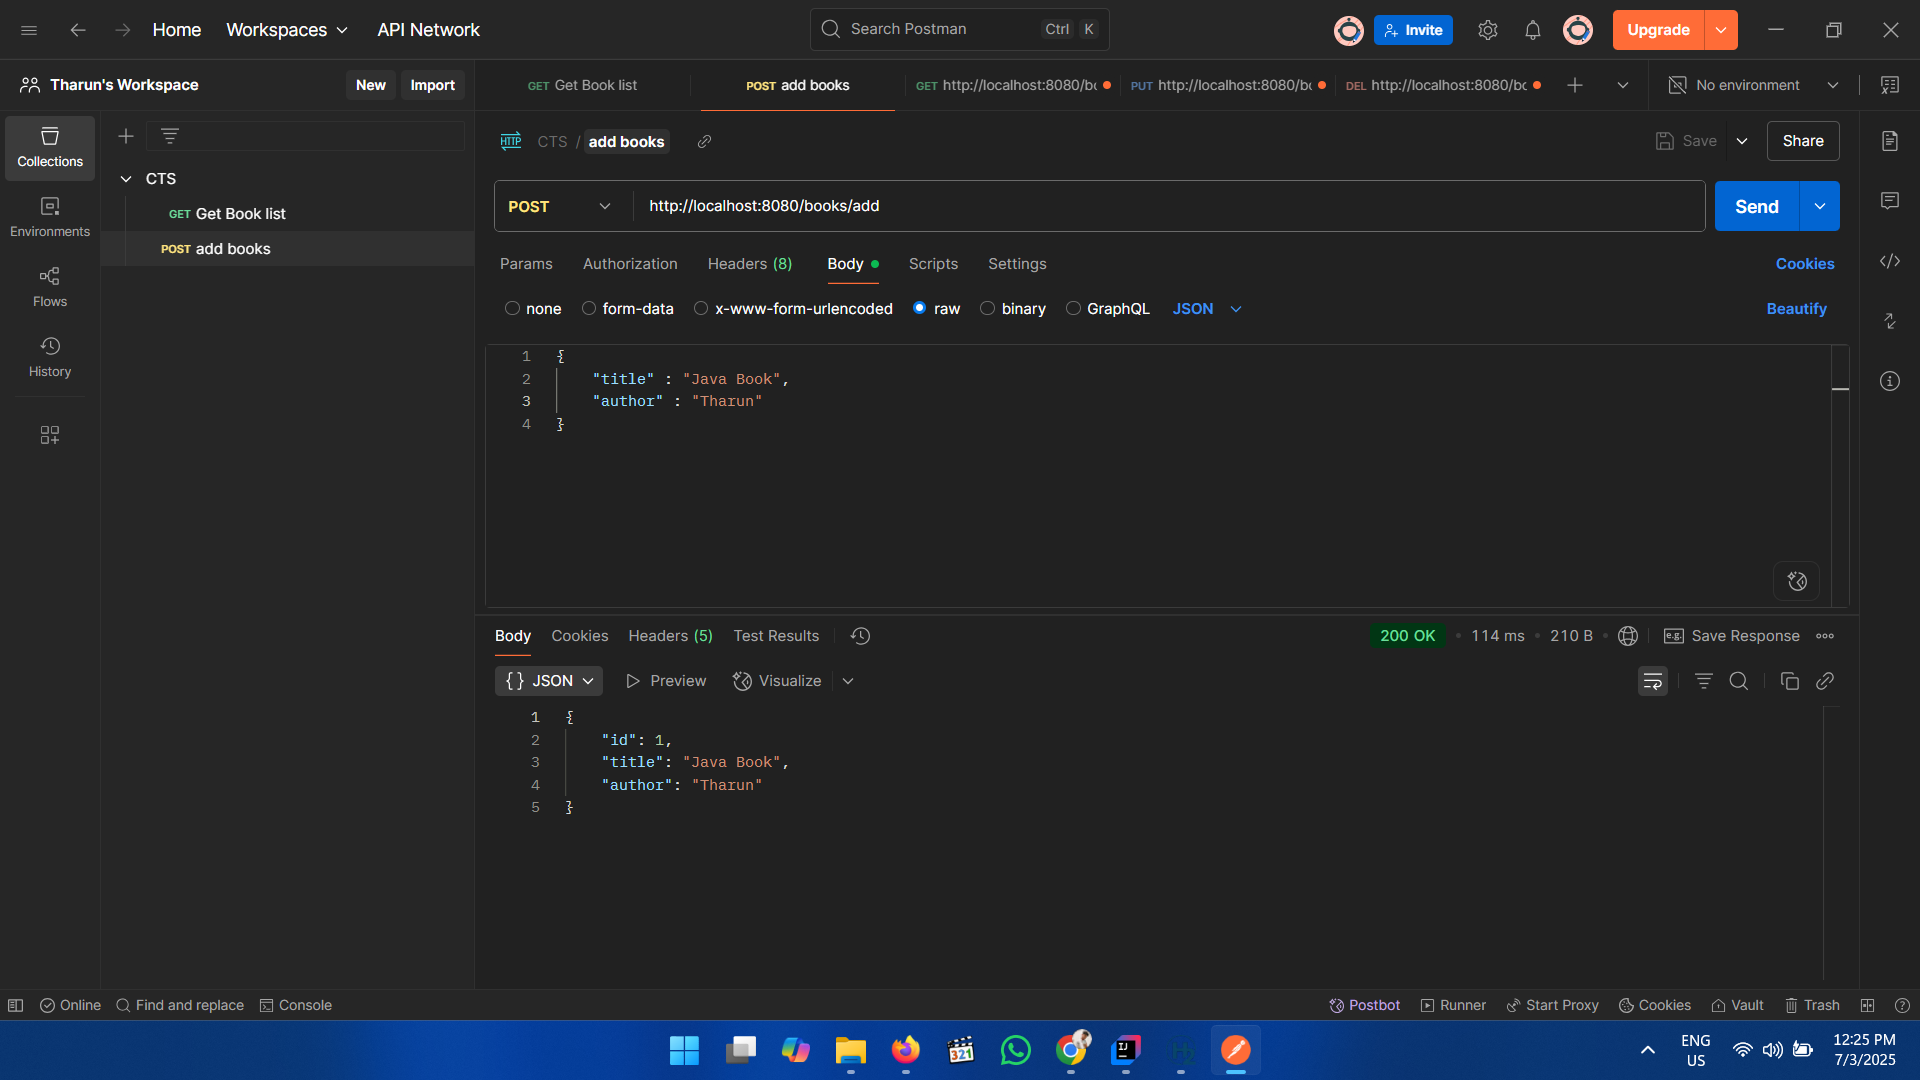 Home Workspaces API Network Search Postman Ctrl K Invite Upgrade
Tharun's Workspace New Import GET Get Book list POST add books GET http://localhost:8080/bo PUT http://localhost:8080/bo DEL http://localhost:8080/bo No environment
Collections
Environments
Flows
History
CTS
GET Get Book list
POST add books
HTTP CTS / add books Save Share
POST http://localhost:8080/books/add Send
Params Authorization Headers (8) Body Scripts Settings Cookies
none form-data x-www-form-urlencoded raw binary GraphQL JSON Beautify
1 {
2 "title" : "Java Book",
3 "author" : "Tharun"
4 }
Body Cookies Headers (5) Test Results 200 OK • 114 ms • 210 B • e.g. Save Response
{} JSON Preview Visualize
1 {
2 "id": 1,
3 "title": "Java Book",
4 "author": "Tharun"
5 }
Online Find and replace Console Postbot Runner Start Proxy Cookies Vault Trash
321 IJ H2 ENG 12:25 PM
US 7/3/2025